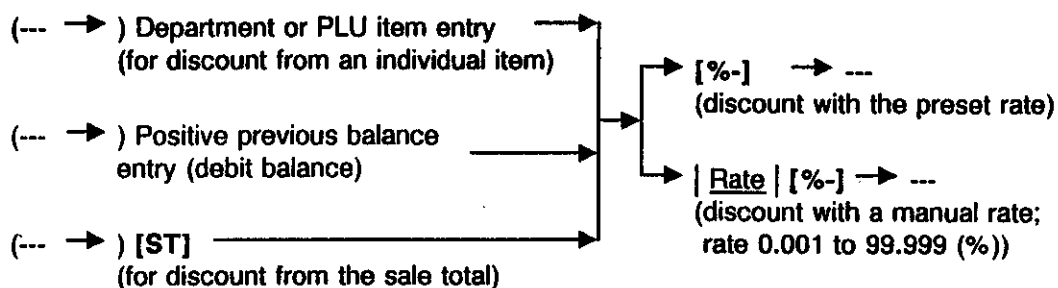 (--- → ) Department or PLU item entry
(for discount from an individual item)
(--- → ) Positive previous balance
entry (debit balance)
(--- → ) [ST]
(for discount from the sale total)
[%-] → ---
(discount with the preset rate)
| Rate | [%-] → ---
(discount with a manual rate;
rate 0.001 to 99.999 (%))